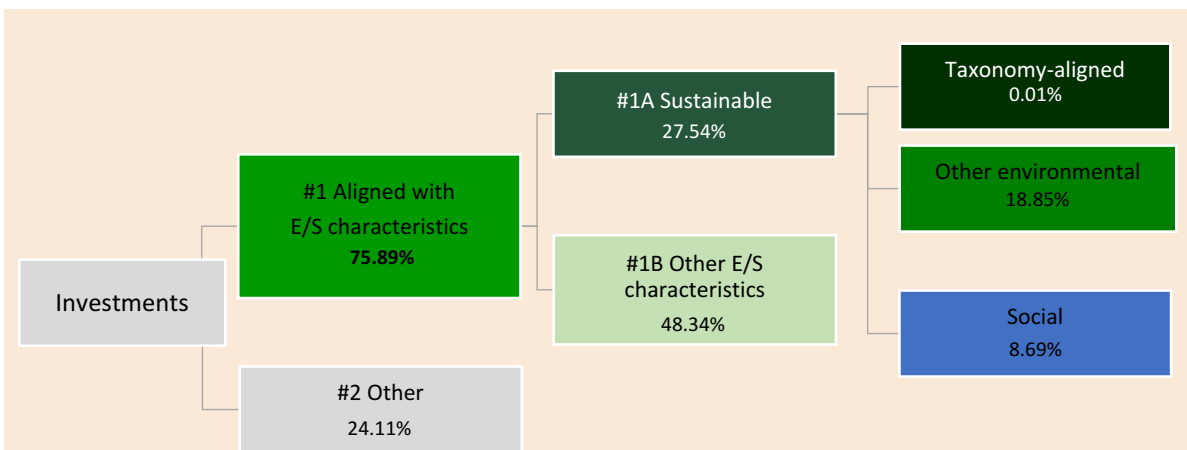 Investments
#1 Aligned with
E/S characteristics
75.89%
#2 Other
24.11%
#1A Sustainable
27.54%
#1B Other E/S
characteristics
48.34%
Taxonomy-aligned
0.01%
Other environmental
18.85%
Social
8.69%